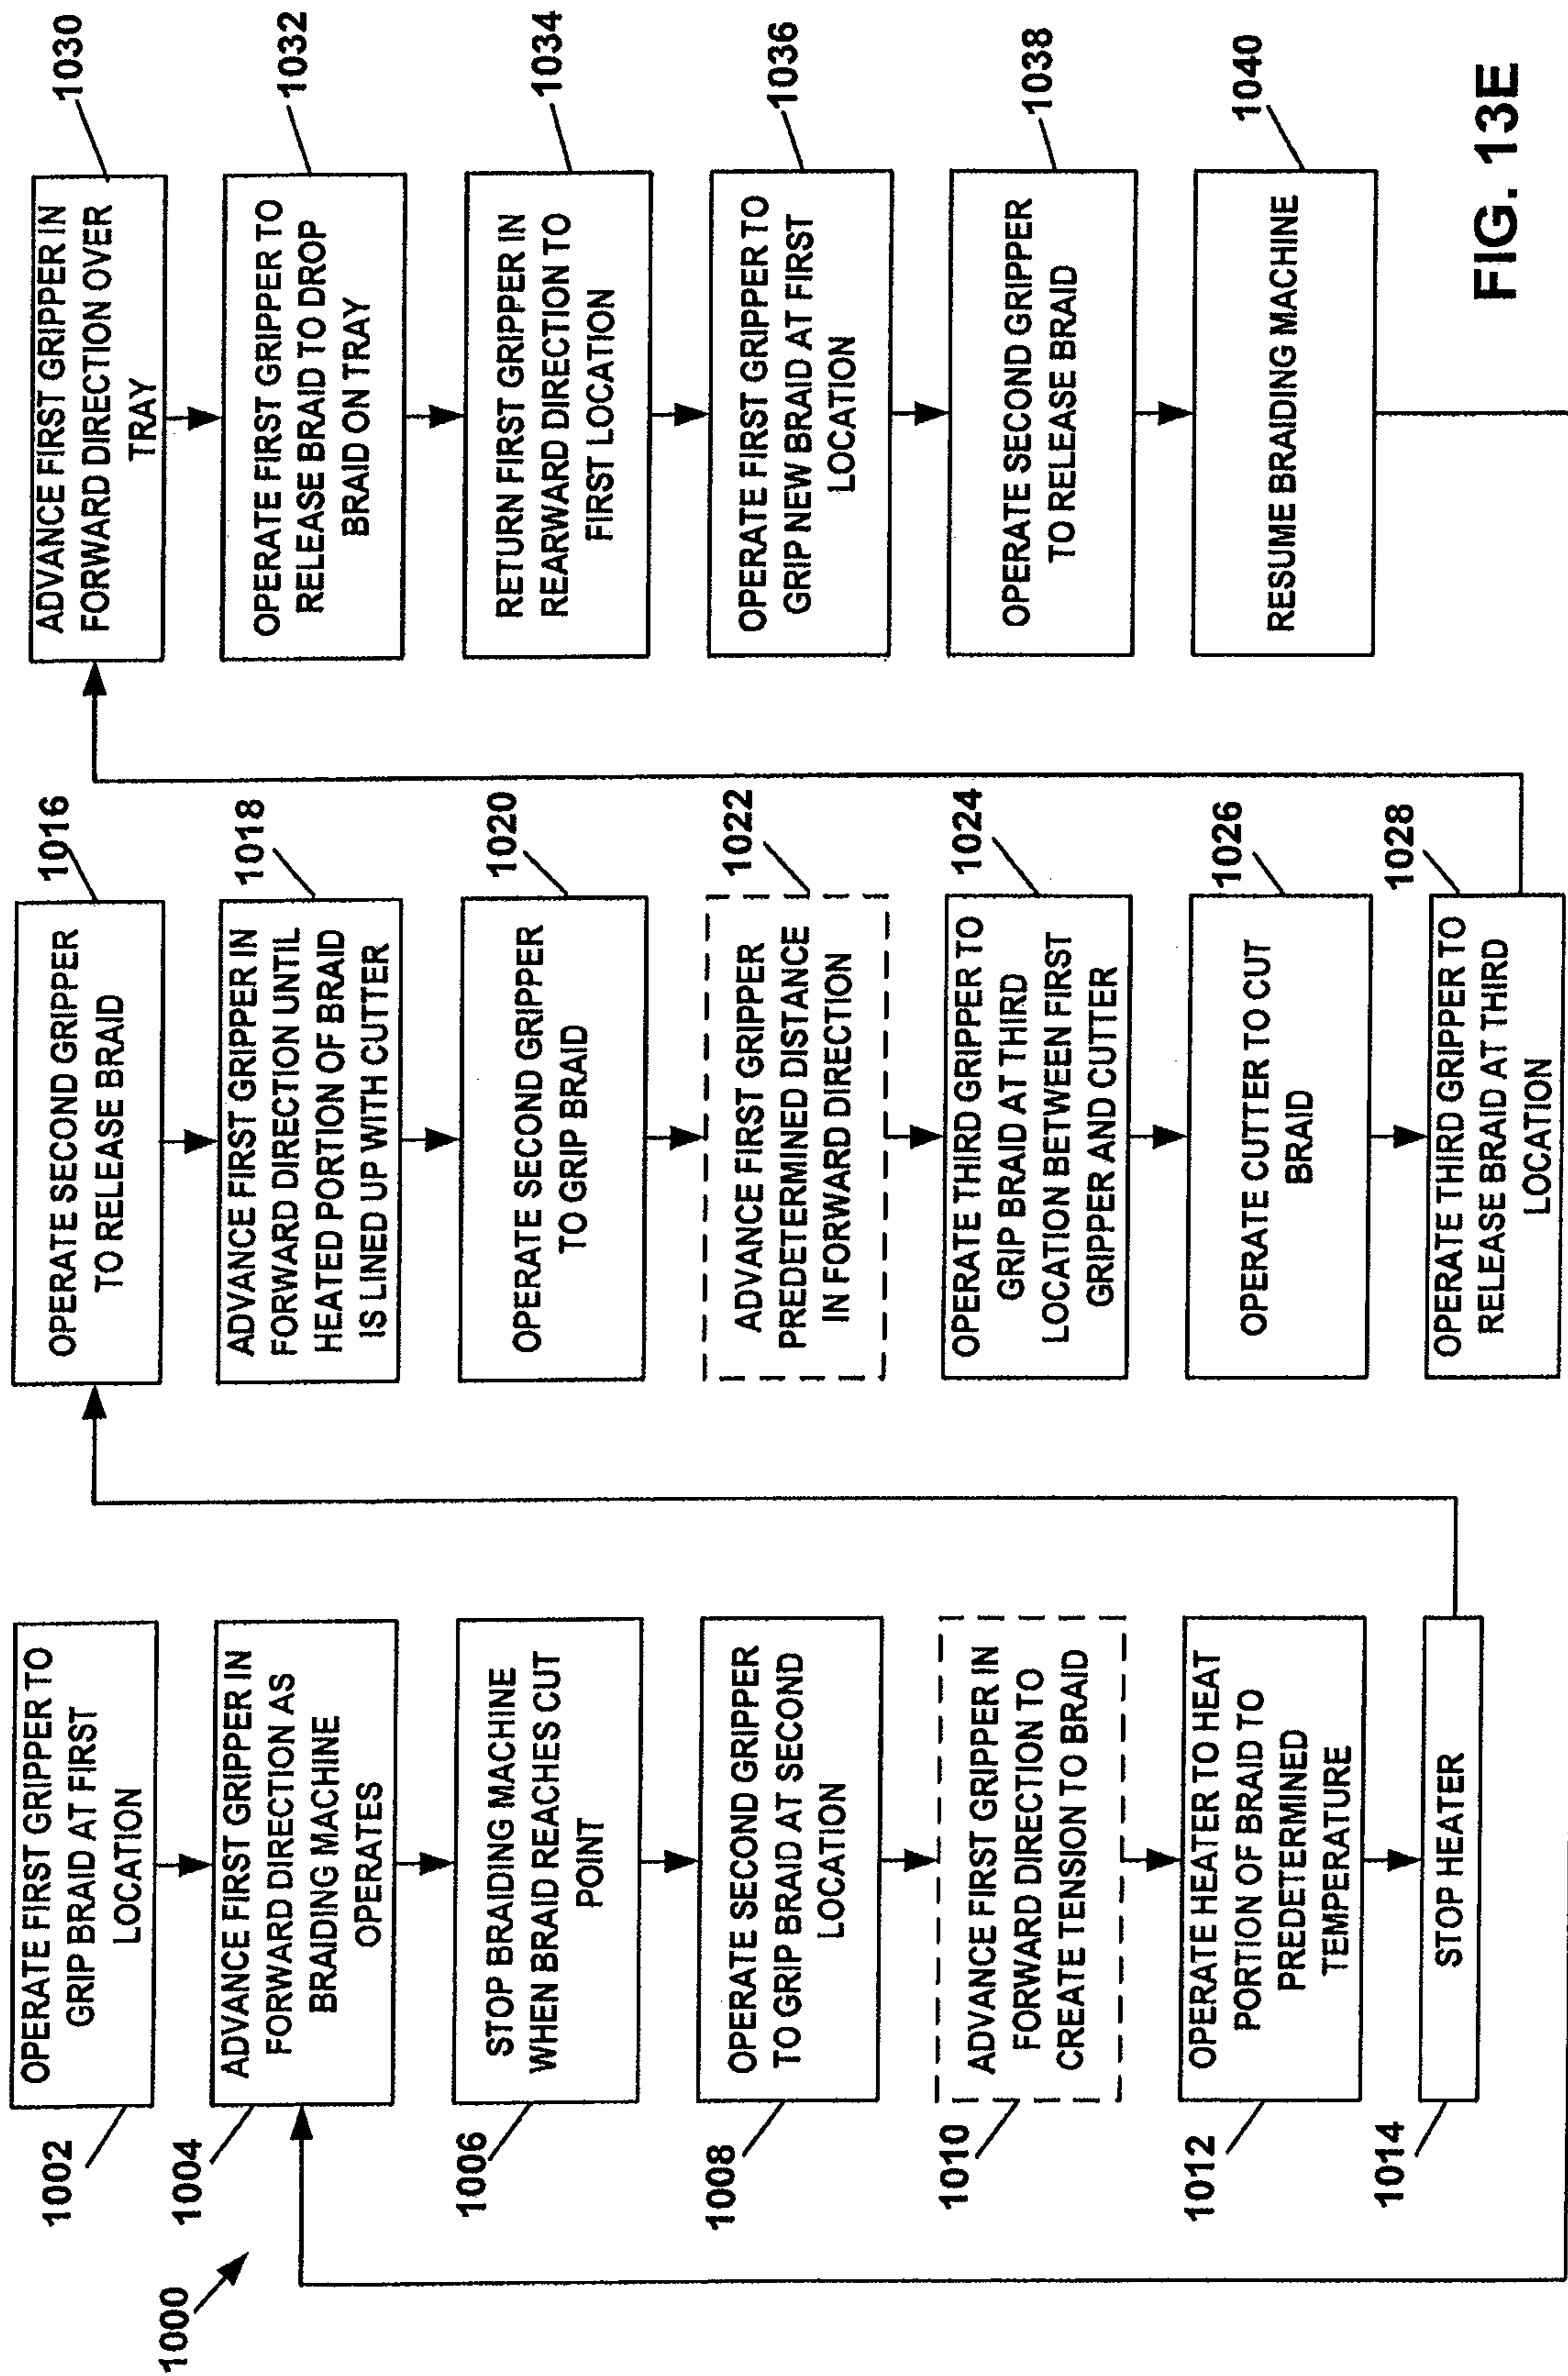 1000
1002
OPERATE FIRST GRIPPER TO
GRIP BRAID AT FIRST
LOCATION
1004
ADVANCE FIRST GRIPPER IN
FORWARD DIRECTION AS
BRAIDING MACHINE
OPERATES
1006
STOP BRAIDING MACHINE
WHEN BRAID REACHES CUT
POINT
1008
OPERATE SECOND GRIPPER
TO GRIP BRAID AT SECOND
LOCATION
1010
ADVANCE FIRST GRIPPER IN
FORWARD DIRECTION TO
CREATE TENSION TO BRAID
1012
OPERATE HEATER TO HEAT
PORTION OF BRAID TO
PREDETERMINED
TEMPERATURE
1014
STOP HEATER
1016
OPERATE SECOND GRIPPER
TO RELEASE BRAID
1018
ADVANCE FIRST GRIPPER IN
FORWARD DIRECTION UNTIL
HEATED PORTION OF BRAID
IS LINED UP WITH CUTTER
1020
OPERATE SECOND GRIPPER
TO GRIP BRAID
1022
ADVANCE FIRST GRIPPER
PREDETERMINED DISTANCE
IN FORWARD DIRECTION
1024
OPERATE THIRD GRIPPER TO
GRIP BRAID AT THIRD
LOCATION BETWEEN FIRST
GRIPPER AND CUTTER
1026
OPERATE CUTTER TO CUT
BRAID
1028
OPERATE THIRD GRIPPER TO
RELEASE BRAID AT THIRD
LOCATION
1030
ADVANCE FIRST GRIPPER IN
FORWARD DIRECTION OVER
TRAY
1032
OPERATE FIRST GRIPPER TO
RELEASE BRAID TO DROP
BRAID ON TRAY
1034
RETURN FIRST GRIPPER IN
REARWARD DIRECTION TO
FIRST LOCATION
1036
OPERATE FIRST GRIPPER TO
GRIP NEW BRAID AT FIRST
LOCATION
1038
OPERATE SECOND GRIPPER
TO RELEASE BRAID
1040
RESUME BRAIDING MACHINE
FIG. 13E